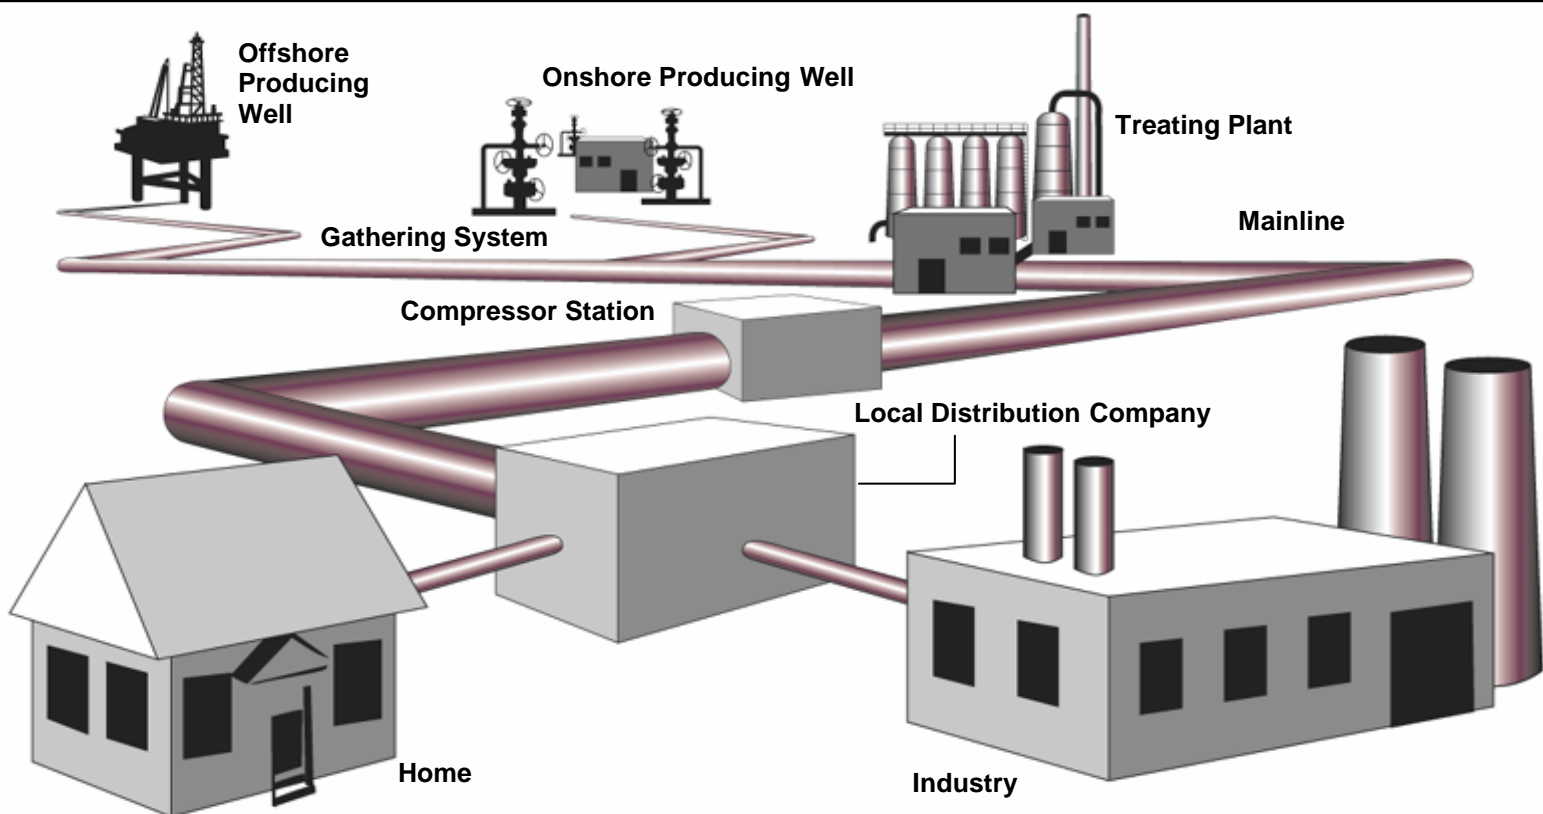 Offshore
Producing
Well
Onshore Producing Well
Treating Plant
Mainline
Gathering System
Compressor Station
Local Distribution Company
Home
Industry